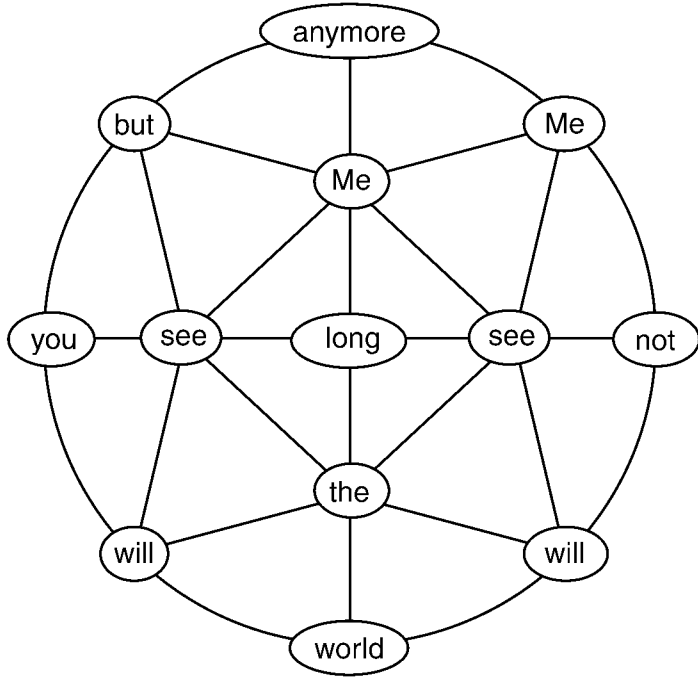 anymore
but Me
Me
you see long see not
the
will will
world